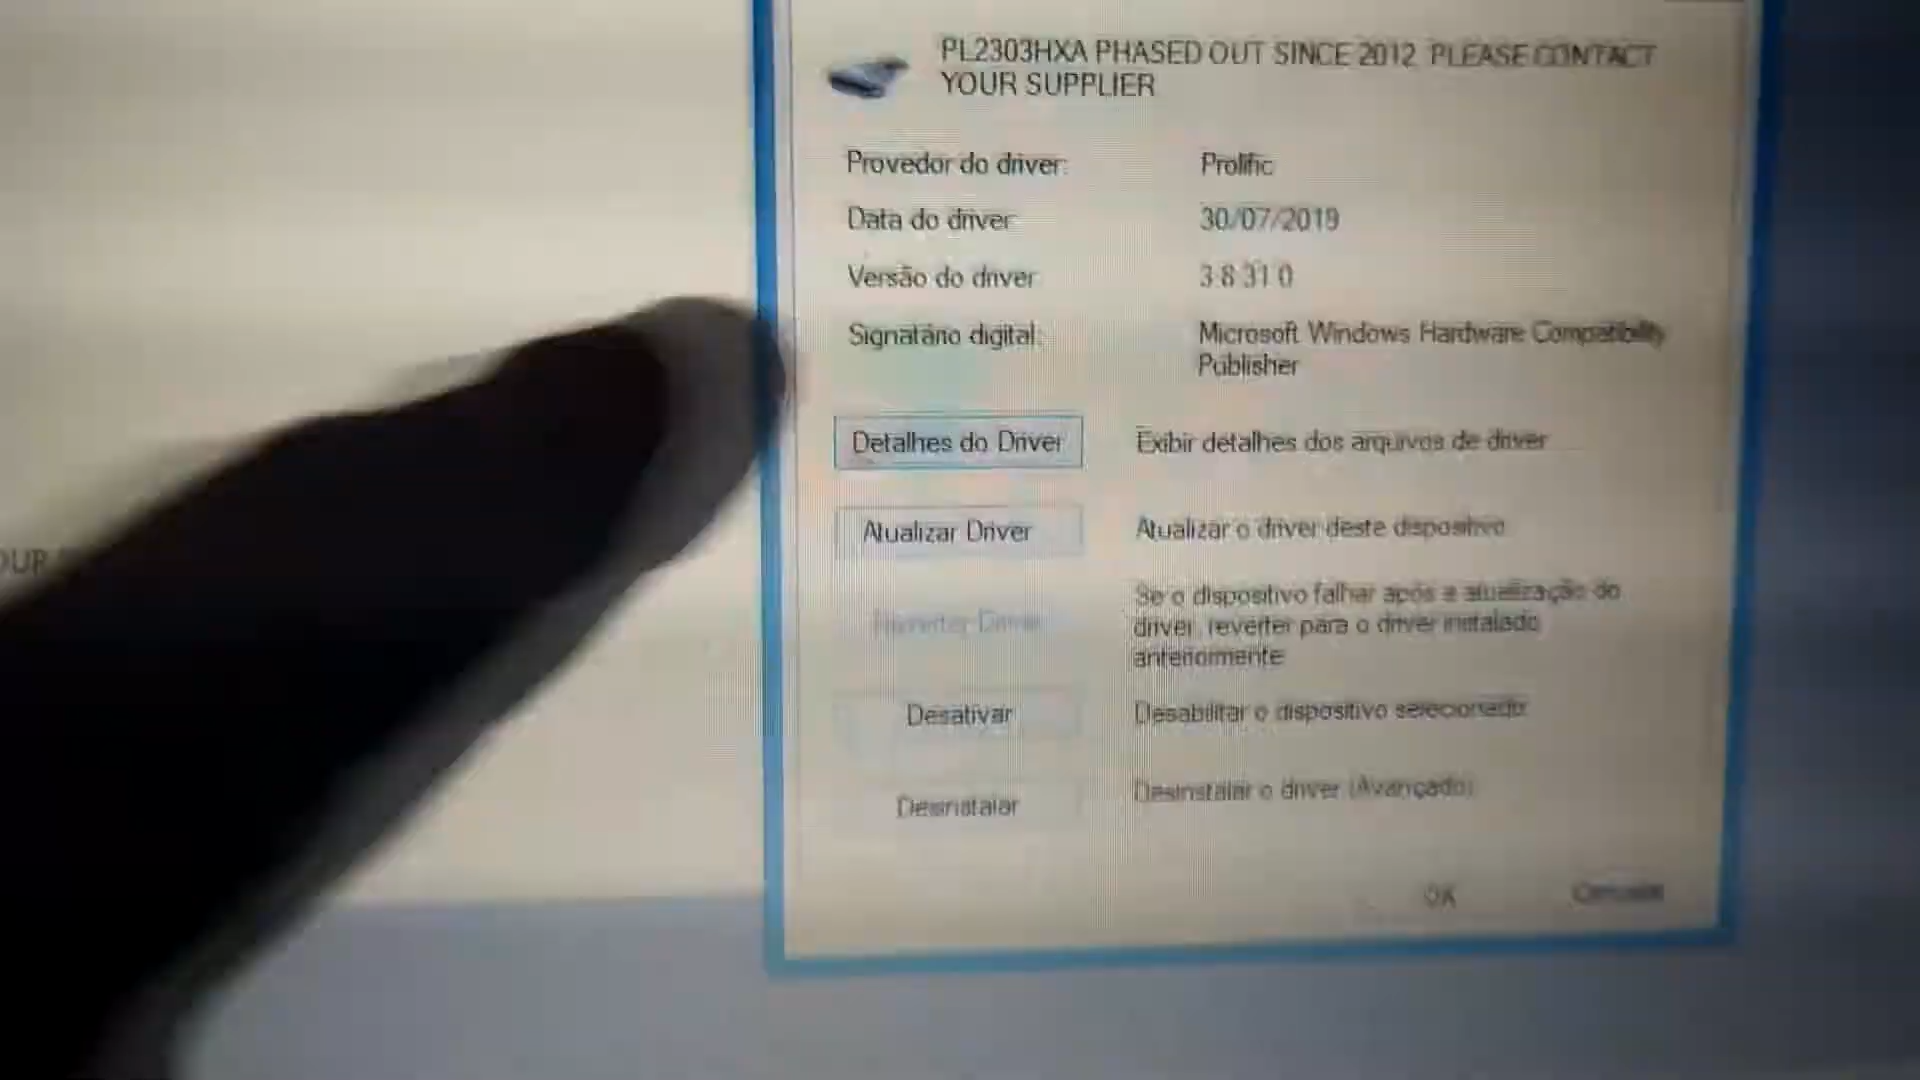 PL2303HXA PHASED OUT SINCE 2012. PLEASE CONTACT
YOUR SUPPLIER
Provedor do driver: Prolific
Data do driver: 30/07/2019
Versão do driver: 3.8.31.0
Signatário digital: Microsoft Windows Hardware Compatibility
Publisher
Detalhes do Driver Exibir detalhes dos arquivos de driver.
Atualizar Driver Atualizar o driver deste dispositivo.
Reverter Driver Se o dispositivo falhar após a atualização do
driver, reverter para o driver instalado
anteriormente.
Desativar Desabilitar o dispositivo selecionado.
Desinstalar Desinstalar o driver (Avançado).
OK Cancelar
OUR